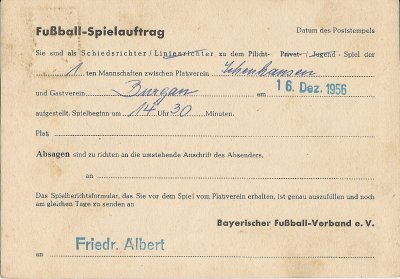 Fußball-Spielauftrag
Datum des Poststempels
Sie sind als Schiedsrichter / Linienrichter zu dem Pflicht- Privat- / Jugend - Spiel der
1 ten Mannschaften zwischen Platzverein Ichenhausen
und Gastverein Burgau am 16. Dez. 1956
aufgestellt. Spielbeginn um 14 Uhr 30 Minuten.
Platz
Absagen sind zu richten an die umstehende Anschrift des Absenders.
an
Das Spielberichtsformular, das Sie vor dem Spiel vom Platzverein erhalten, ist genau auszufüllen und noch
am gleichen Tage zu senden an
Bayerischer Fußball-Verband e. V.
an Friedr. Albert